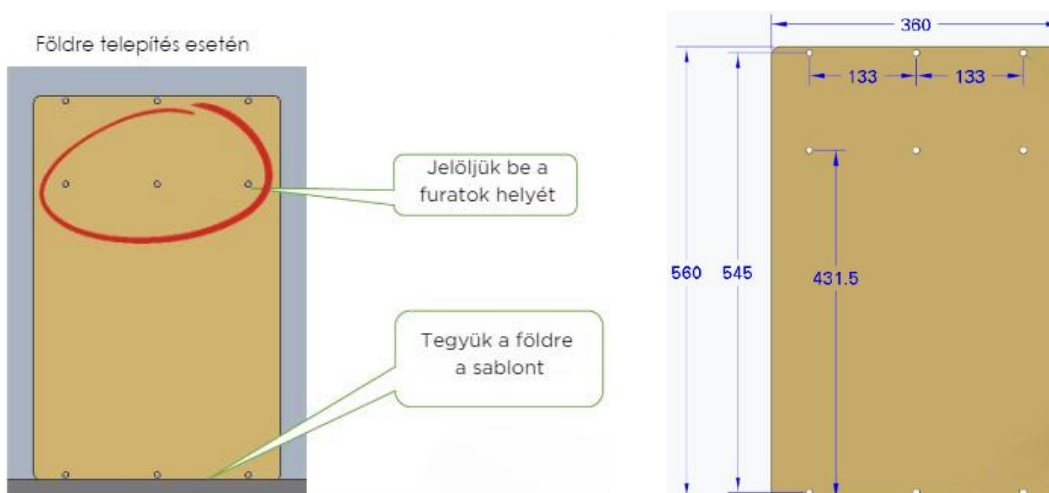 Földre telepítés esetén
Jelöljük be a
furatok helyét
Tegyük a földre
a sablont
360
133
133
560
545
431.5